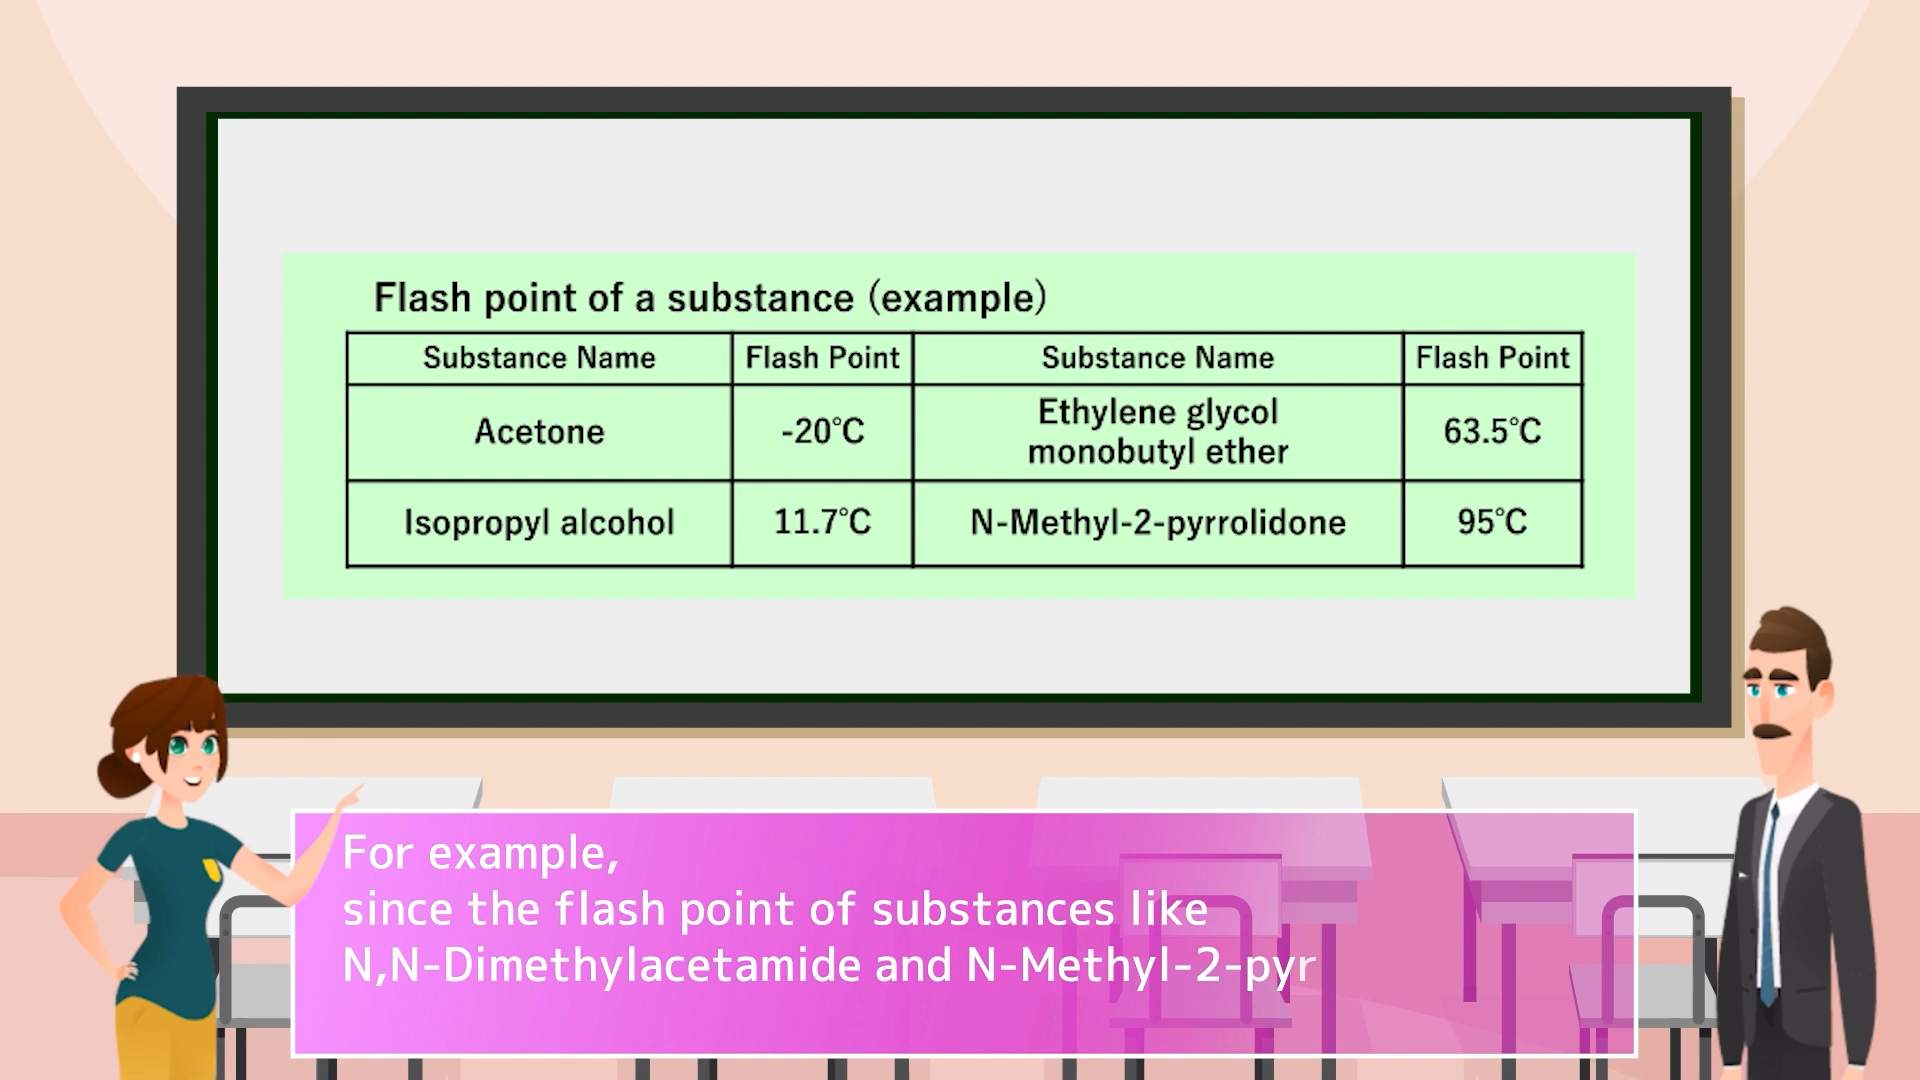 Flash point of a substance (example)
Substance Name Flash Point Substance Name Flash Point
Acetone -20℃ Ethylene glycol monobutyl ether 63.5℃
Isopropyl alcohol 11.7℃ N-Methyl-2-pyrrolidone 95℃
For example,
since the flash point of substances like
N,N-Dimethylacetamide and N-Methyl-2-pyr